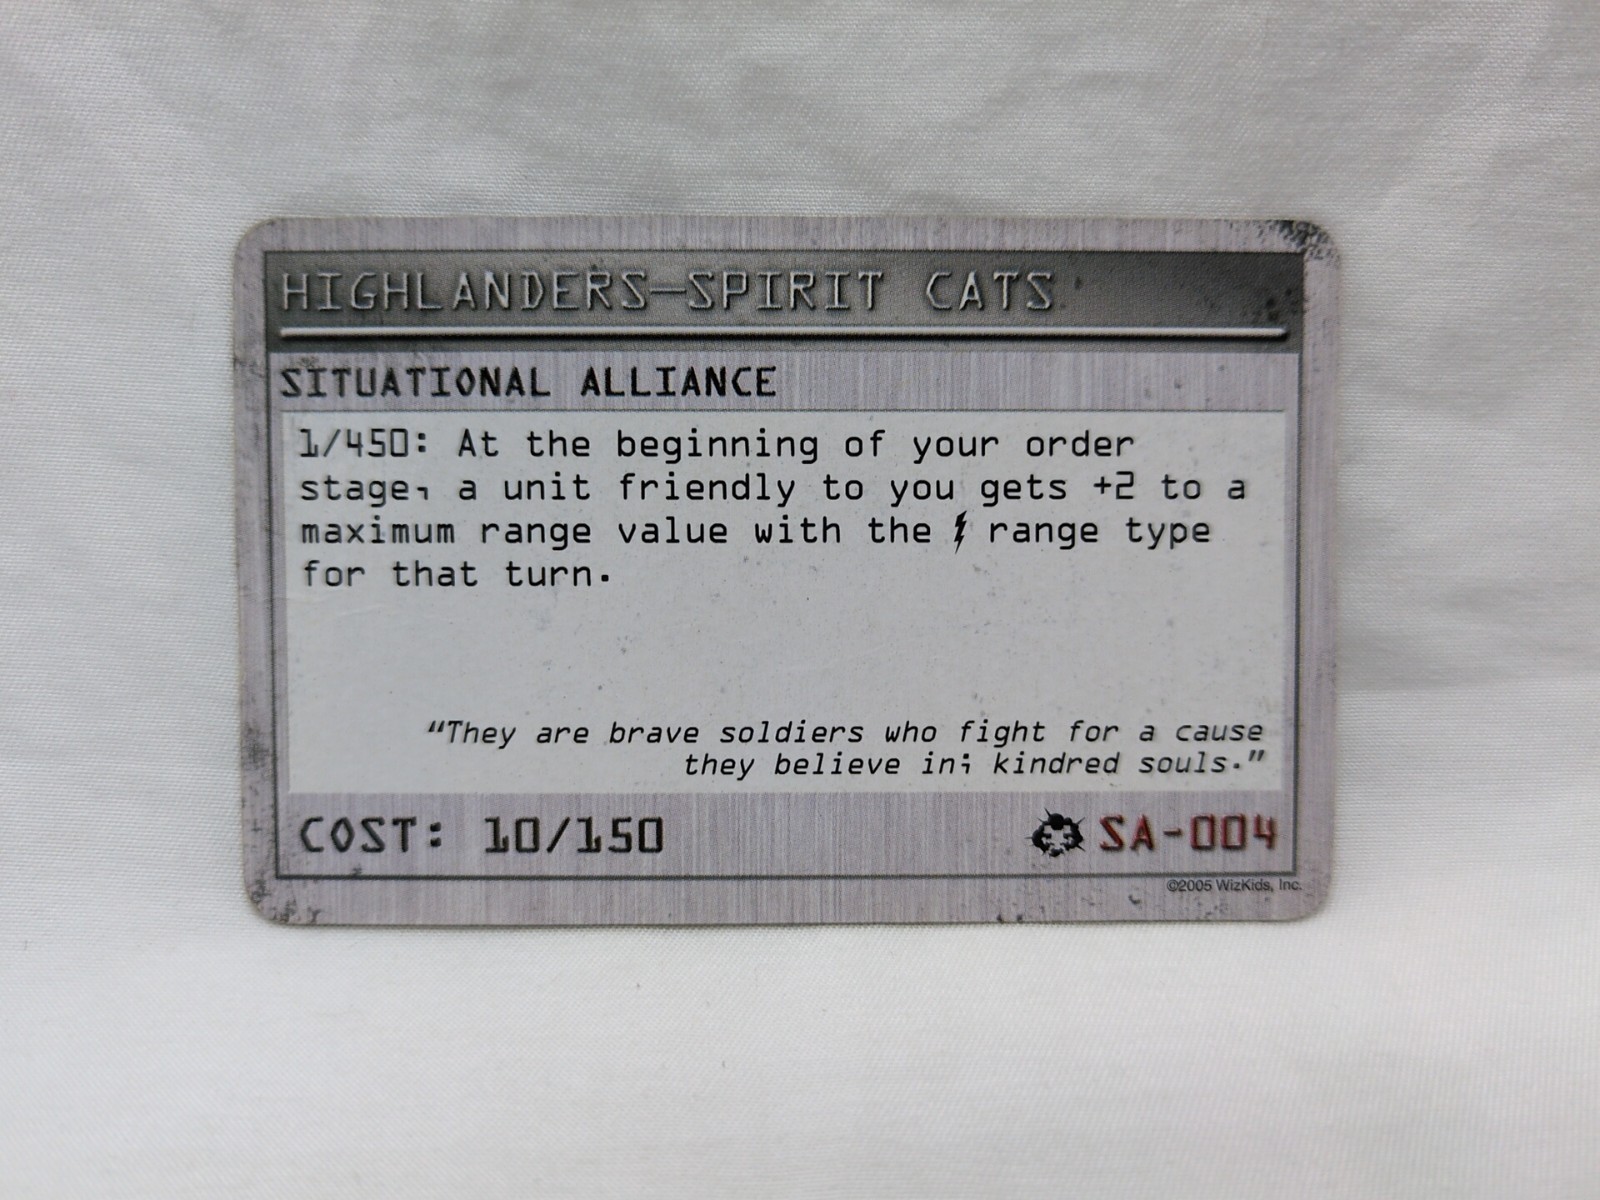 HIGHLANDERS—SPIRIT CATS
SITUATIONAL ALLIANCE
1/450: At the beginning of your order
stage, a unit friendly to you gets +2 to a
maximum range value with the range type
for that turn.
“They are brave soldiers who fight for a cause
they believe in; kindred souls.”
COST: 10/150
SA-004
©2005 WizKids, Inc.